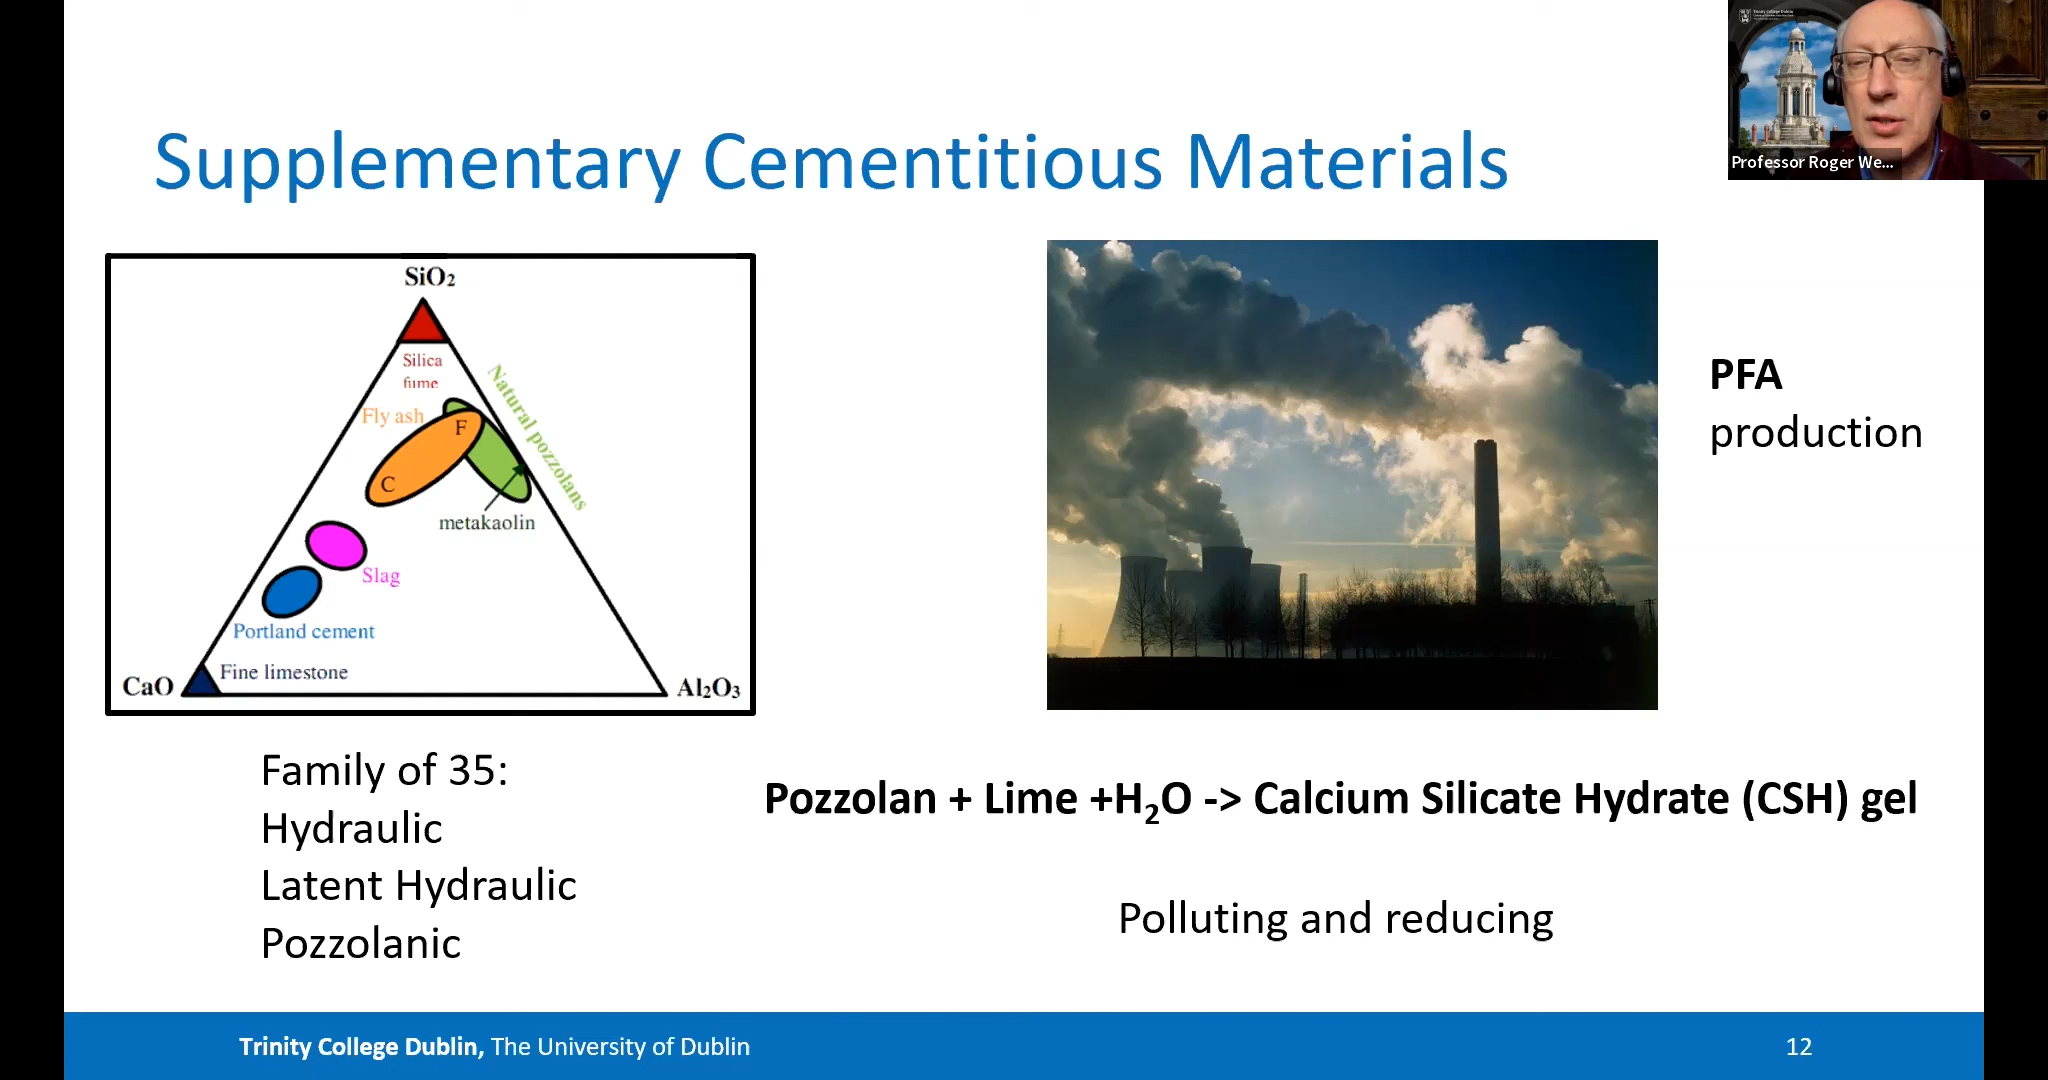 Supplementary Cementitious Materials
Professor Roger We...
SiO₂
Silica
fume
Fly ash
F
C
Natural pozzolans
metakaolin
Slag
Portland cement
Fine limestone
CaO
Al₂O₃
PFA
production
Family of 35:
Hydraulic
Latent Hydraulic
Pozzolanic
Pozzolan + Lime +H₂O -> Calcium Silicate Hydrate (CSH) gel
Polluting and reducing
Trinity College Dublin, The University of Dublin
12